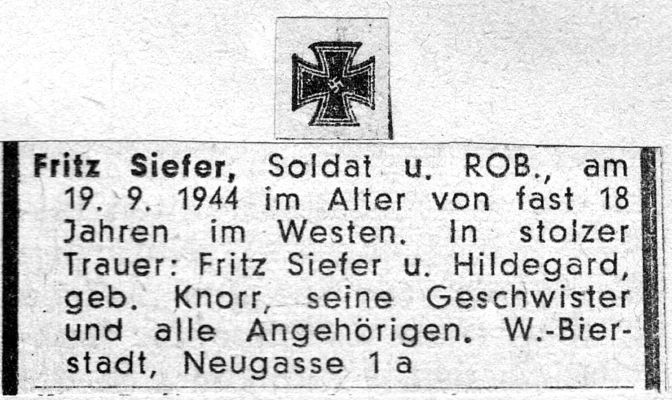 Fritz Siefer, Soldat u. ROB., am
19. 9. 1944 im Alter von fast 18
Jahren im Westen. In stolzer
Trauer: Fritz Siefer u. Hildegard,
geb. Knorr, seine Geschwister
und alle Angehörigen. W.-Bier-
stadt, Neugasse 1 a